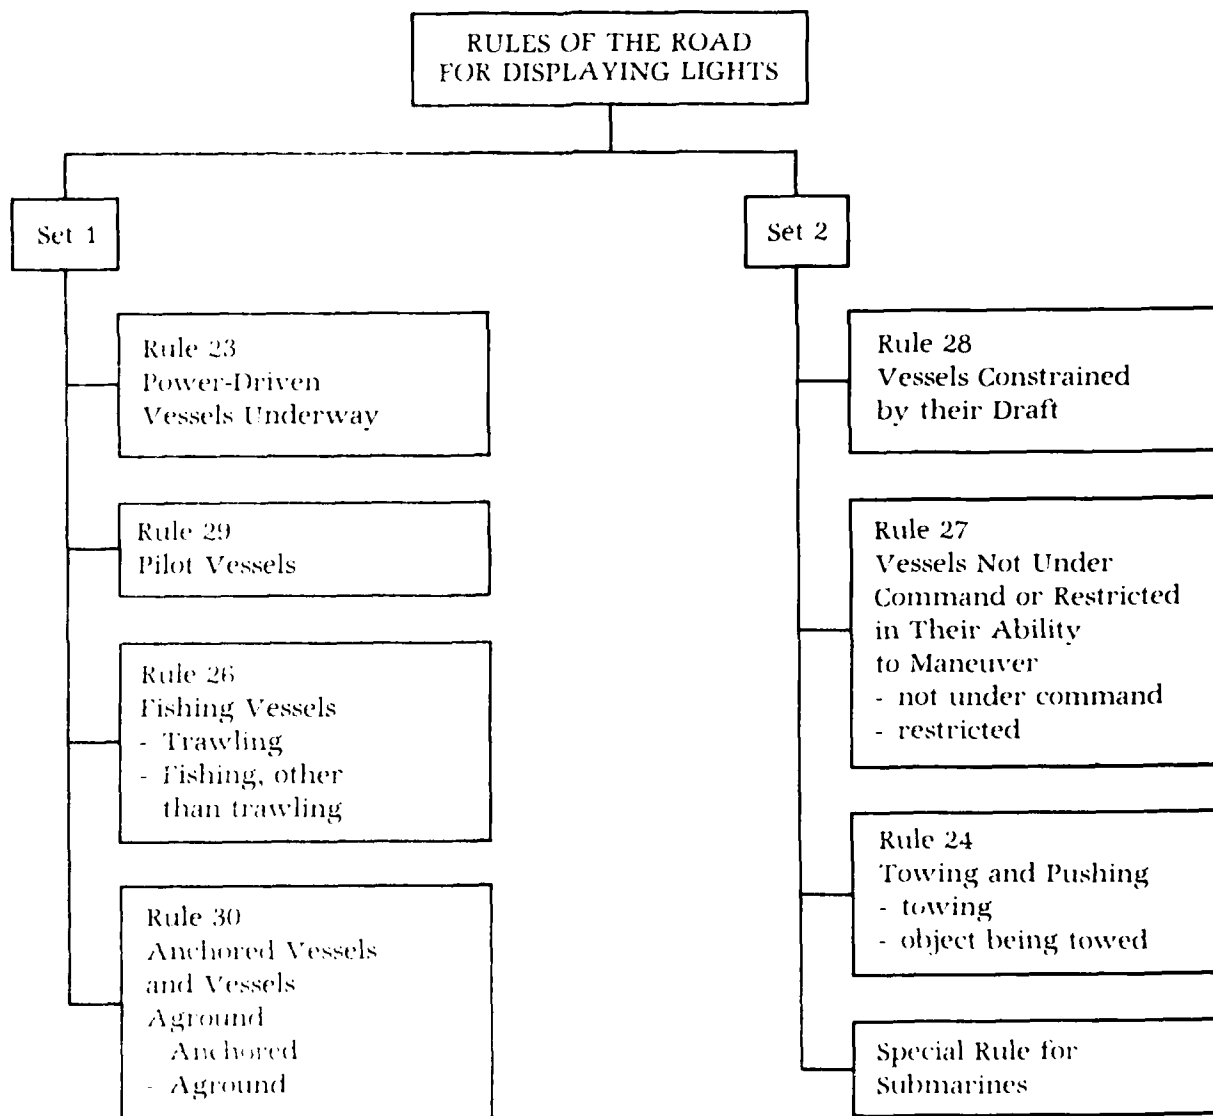 RULES OF THE ROAD
FOR DISPLAYING LIGHTS
Set 1
Rule 23
Power-Driven
Vessels Underway
Rule 29
Pilot Vessels
Rule 26
Fishing Vessels
- Trawling
- Fishing, other
than trawling
Rule 30
Anchored Vessels
and Vessels
Aground
Anchored
- Aground
Set 2
Rule 28
Vessels Constrained
by their Draft
Rule 27
Vessels Not Under
Command or Restricted
in Their Ability
to Maneuver
- not under command
- restricted
Rule 24
Towing and Pushing
- towing
- object being towed
Special Rule for
Submarines